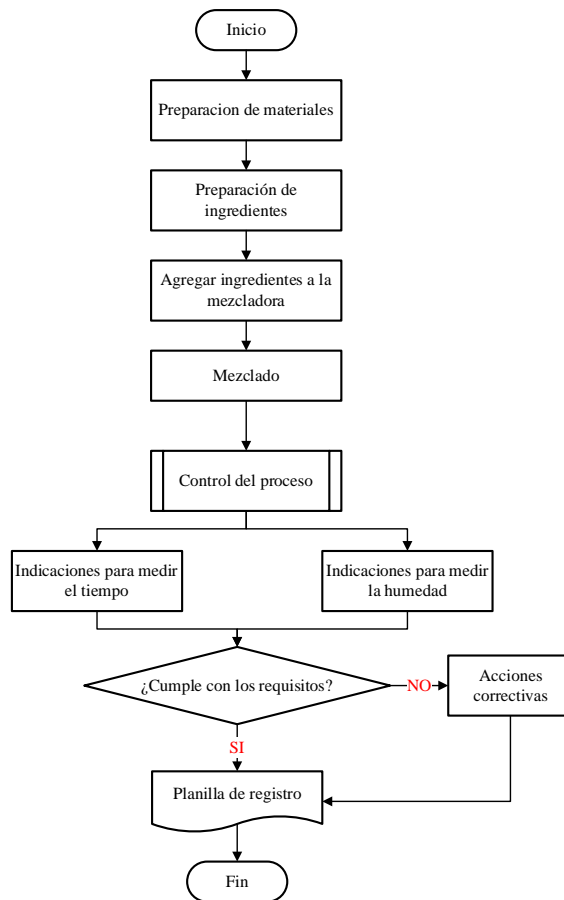 Inicio
Preparacion de materiales
Preparación de
ingredientes
Agregar ingredientes a la
mezcladora
Mezclado
Control del proceso
Indicaciones para medir
el tiempo
Indicaciones para medir
la humedad
¿Cumple con los requisitos?
NO
Acciones
correctivas
SI
Planilla de registro
Fin